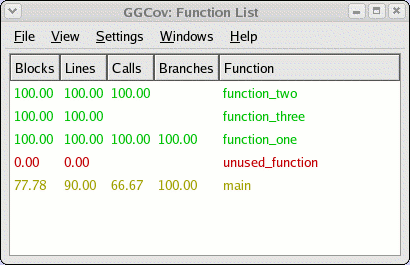 GGCov: Function List
File View Settings Windows Help
Blocks Lines Calls Branches Function
100.00 100.00 100.00 function_two
100.00 100.00 function_three
100.00 100.00 100.00 100.00 function_one
0.00 0.00 unused_function
77.78 90.00 66.67 100.00 main